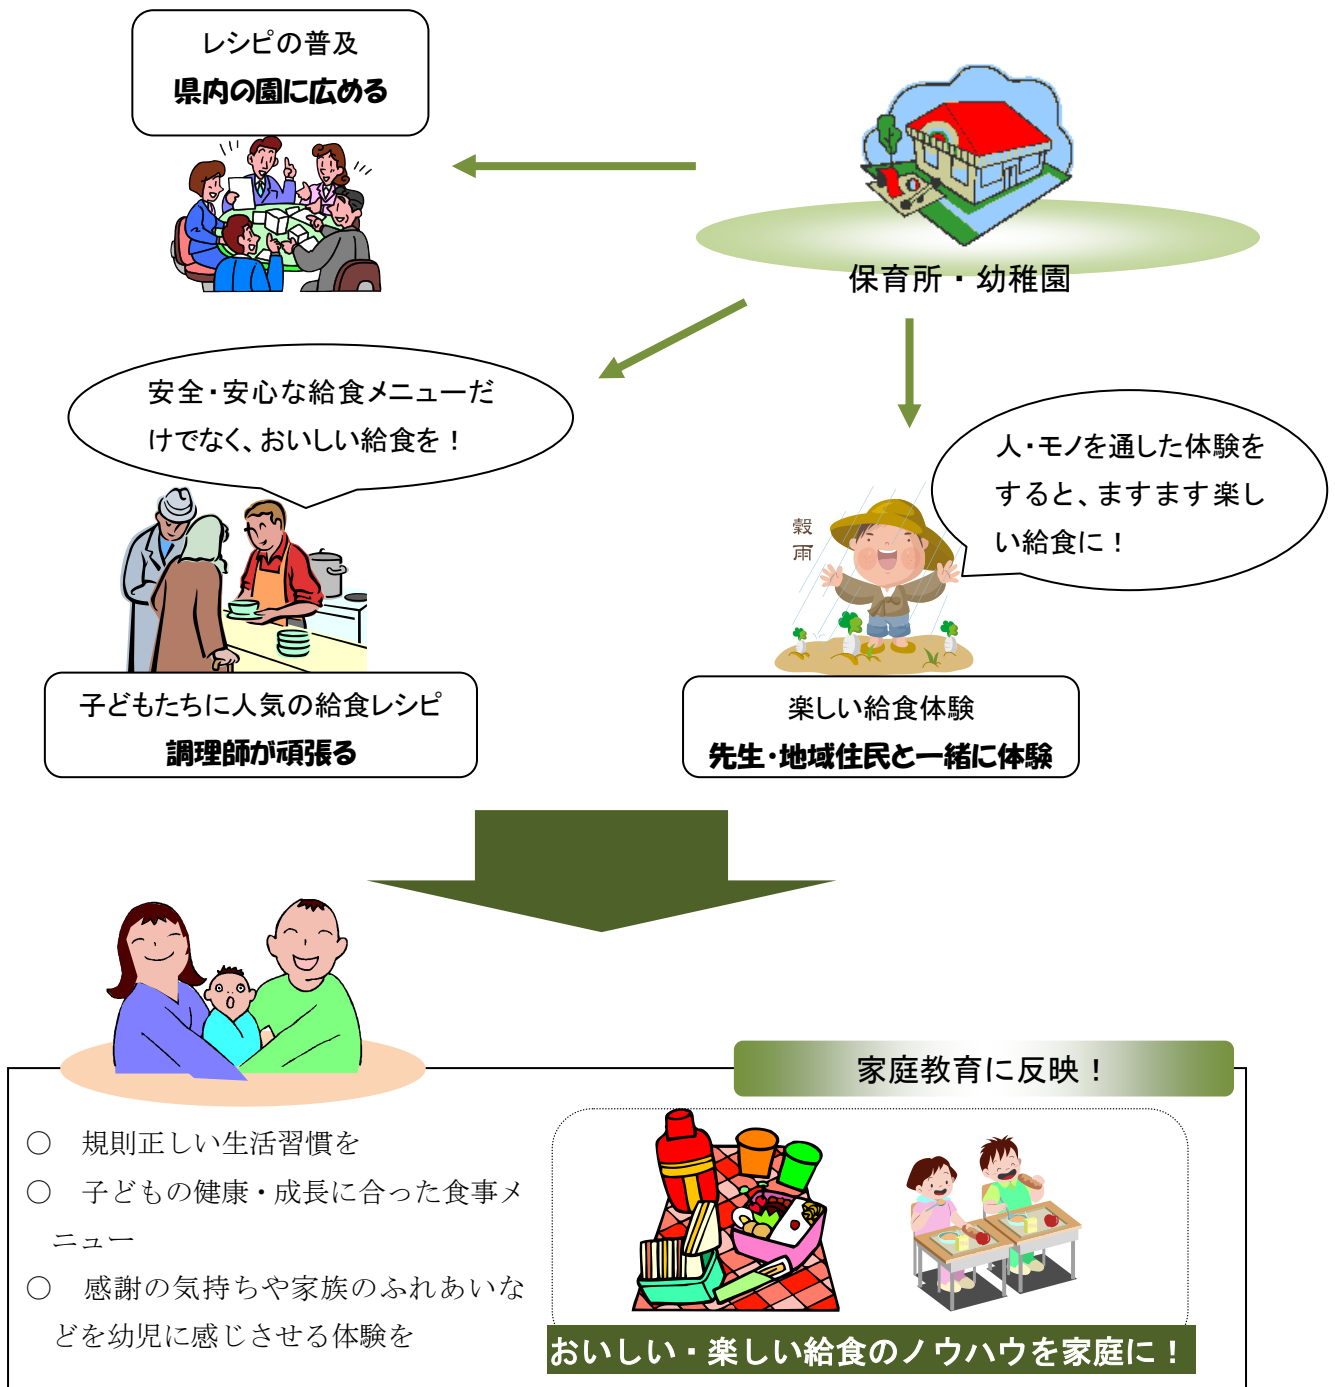 レシピの普及
県内の園に広める
保育所・幼稚園
安全・安心な給食メニューだ
けでなく、おいしい給食を！
人・モノを通した体験を
すると、ますます楽し
い給食に！
穀
雨
子どもたちに人気の給食レシピ
調理師が頑張る
楽しい給食体験
先生・地域住民と一緒に体験
家庭教育に反映！
○　規則正しい生活習慣を
○　子どもの健康・成長に合った食事メ
ニュー
○　感謝の気持ちや家族のふれあいな
どを幼児に感じさせる体験を
おいしい・楽しい給食のノウハウを家庭に！